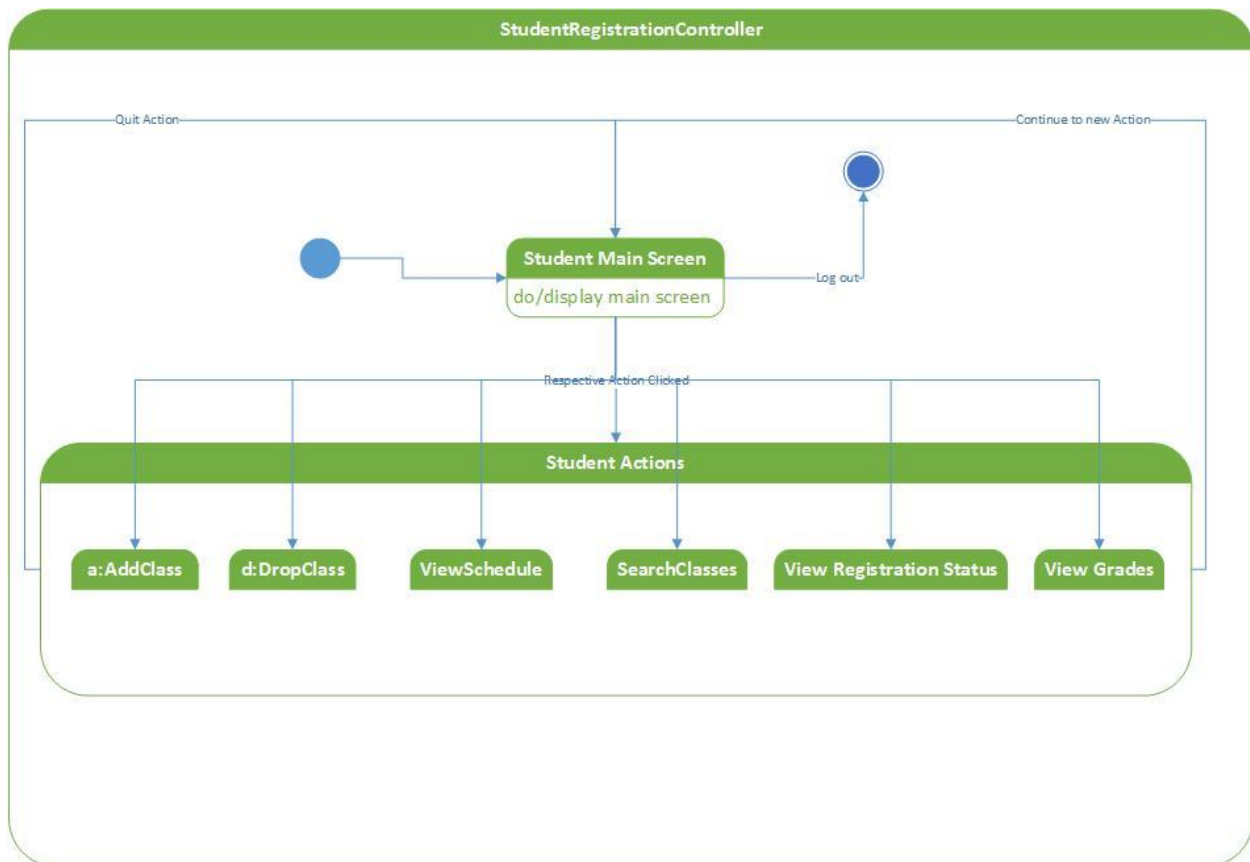 StudentRegistrationController
Quit Action
Continue to new Action
Student Main Screen
do/display main screen
Log out
Respective Action Clicked
Student Actions
a:AddClass
d:DropClass
ViewSchedule
SearchClasses
View Registration Status
View Grades